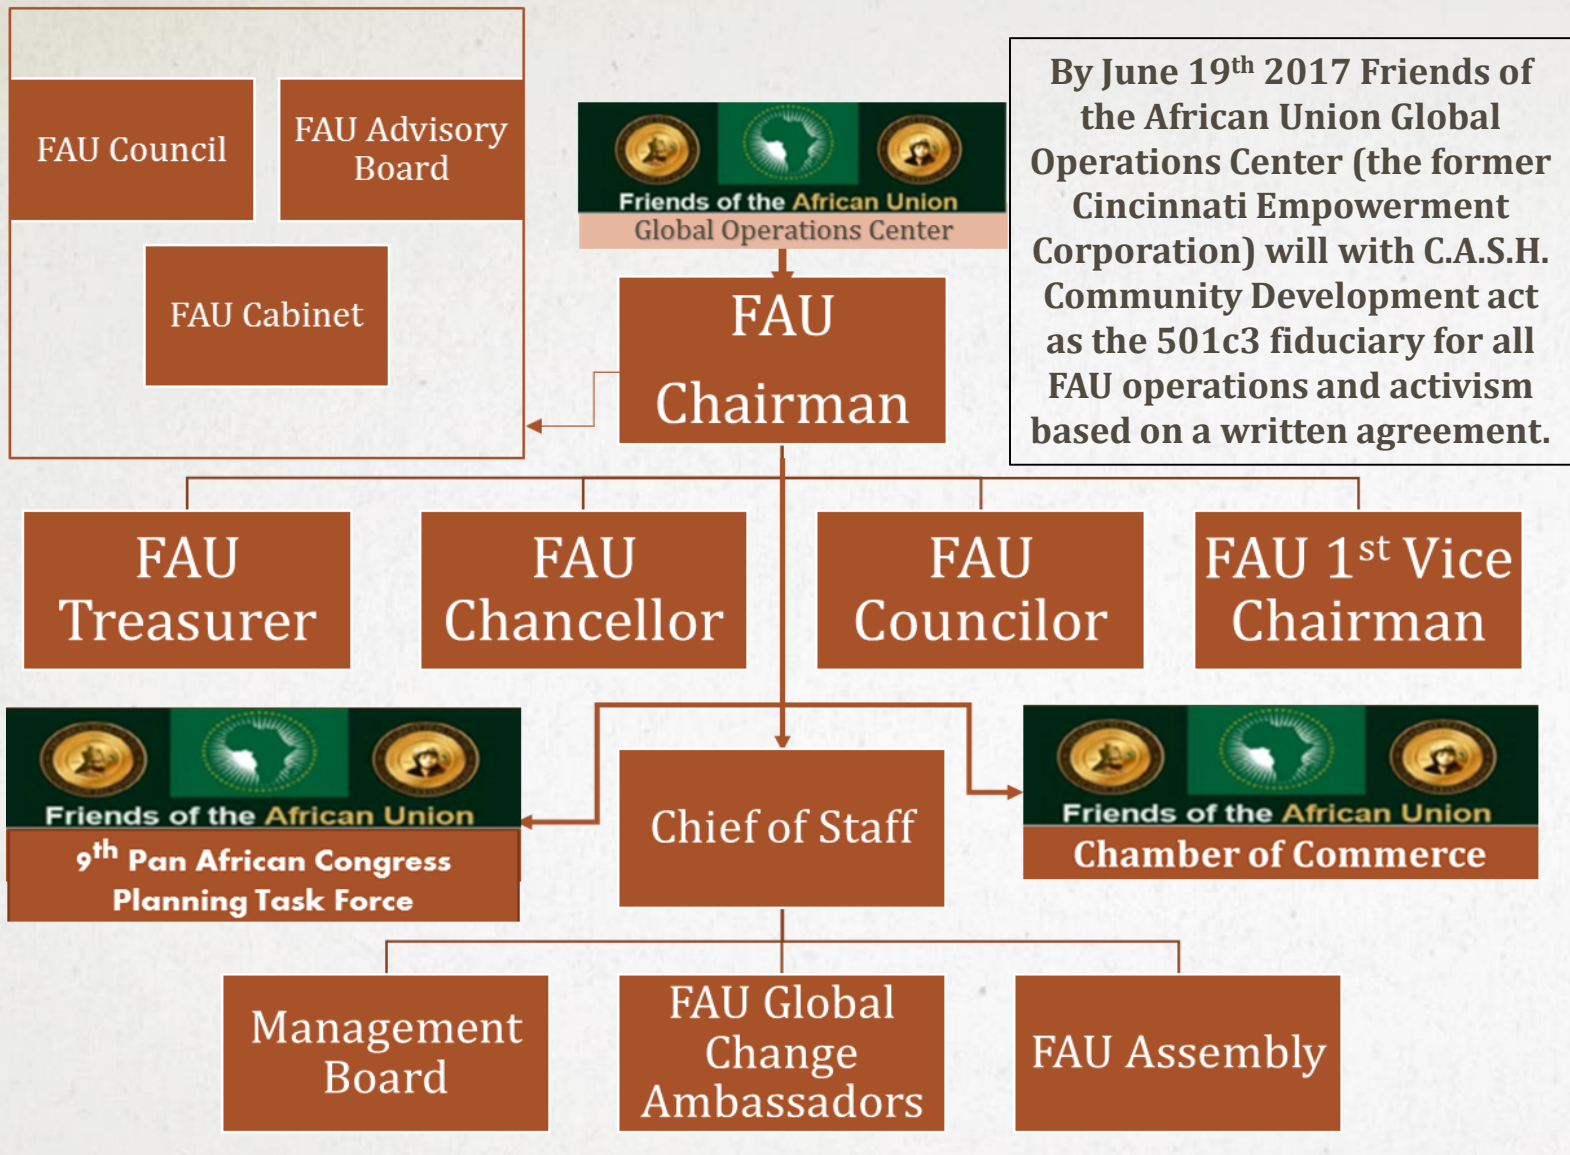 FAU Council
FAU Advisory
Board
FAU Cabinet
Friends of the African Union
Global Operations Center
By June 19th 2017 Friends of
the African Union Global
Operations Center (the former
Cincinnati Empowerment
Corporation) will with C.A.S.H.
Community Development act
as the 501c3 fiduciary for all
FAU operations and activism
based on a written agreement.
FAU
Chairman
FAU
Treasurer
FAU
Chancellor
FAU
Councilor
FAU 1st Vice
Chairman
Friends of the African Union
9th Pan African Congress
Planning Task Force
Chief of Staff
Friends of the African Union
Chamber of Commerce
Management
Board
FAU Global
Change
Ambassadors
FAU Assembly